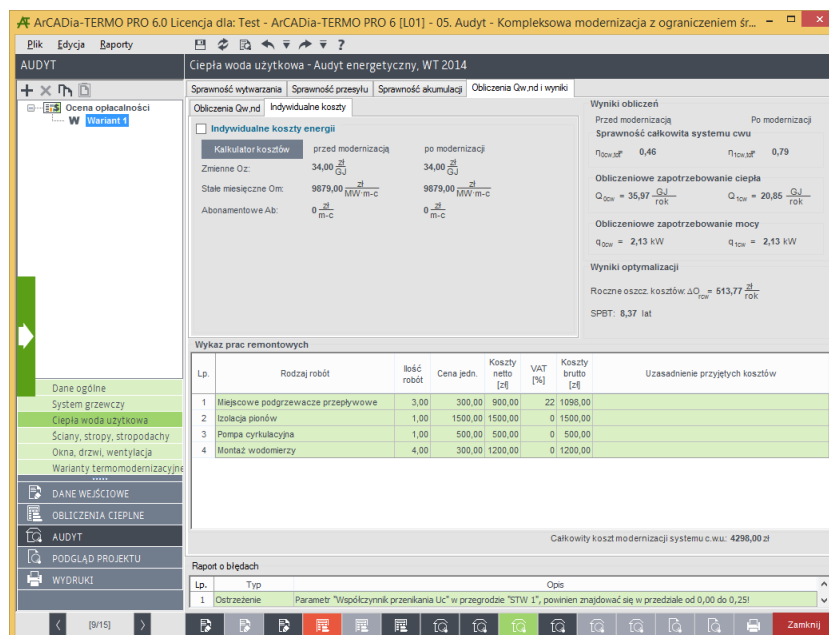 ArCADia-TERMO PRO 6.0 Licencja dla: Test - ArCADia-TERMO PRO 6 [L01] - 05. Audyt - Kompleksowa modernizacja z ograniczeniem śr...
Plik Edycja Raporty
AUDYT
Ciepła woda użytkowa - Audyt energetyczny, WT 2014
Ocena opłacalności
W Wariant 1
Sprawność wytwarzania Sprawność przesyłu Sprawność akumulacji Obliczenia Qw,nd i wyniki
Obliczenia Qw,nd Indywidualne koszty
Indywidualne koszty energii
Kalkulator kosztów przed modernizacją po modernizacji
Zmienne Oz: 34,00 zł/GJ 34,00 zł/GJ
Stałe miesięczne Om: 9879,00 zł/MW·m-c 9879,00 zł/MW·m-c
Abonamentowe Ab: 0 zł/m-c 0 zł/m-c
Wyniki obliczeń
Przed modernizacją Po modernizacji
Sprawność całkowita systemu cwu
η0cw,tot= 0,46 η1cw,tot= 0,79
Obliczeniowe zapotrzebowanie ciepła
Q0cw = 35,97 GJ/rok Q1cw = 20,85 GJ/rok
Obliczeniowe zapotrzebowanie mocy
q0cw = 2,13 kW q1cw = 2,13 kW
Wyniki optymalizacji
Roczne oszcz. kosztów: ΔOrcw= 513,77 zł/rok
SPBT: 8,37 lat
Wykaz prac remontowych
Lp. Rodzaj robót Ilość robót Cena jedn. Koszty netto [zł] VAT [%] Koszty brutto [zł] Uzasadnienie przyjętych kosztów
1 Miejscowe podgrzewacze przepływowe 3,00 300,00 900,00 22 1098,00
2 Izolacja pionów 1,00 1500,00 1500,00 0 1500,00
3 Pompa cyrkulacyjna 1,00 500,00 500,00 0 500,00
4 Montaż wodomierzy 4,00 300,00 1200,00 0 1200,00
Całkowity koszt modernizacji systemu c.w.u.: 4298,00 zł
Dane ogólne
System grzewczy
Ciepła woda użytkowa
Ściany, stropy, stropodachy
Okna, drzwi, wentylacja
Warianty termomodernizacyjne
DANE WEJŚCIOWE
OBLICZENIA CIEPLNE
AUDYT
PODGLĄD PROJEKTU
WYDRUKI
Raport o błędach
Lp. Typ Opis
1 Ostrzeżenie Parametr "Współczynnik przenikania Uc" w przegrodzie "STW 1", powinien znajdować się w przedziale od 0,00 do 0,25!
[9/15]
Zamknij